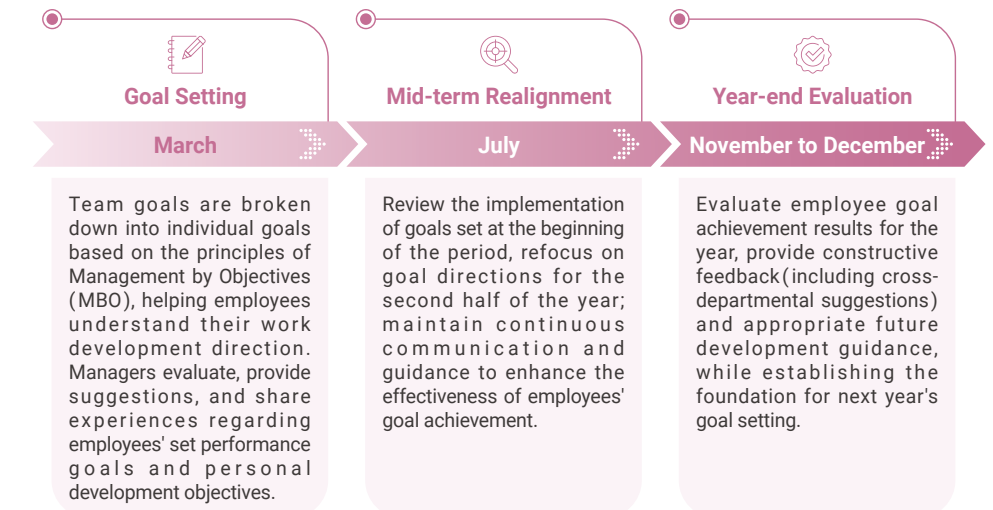 Goal Setting
March
Team goals are broken
down into individual goals
based on the principles of
Management by Objectives
(MBO), helping employees
understand their work
development direction.
Managers evaluate, provide
suggestions, and share
experiences regarding
employees' set performance
goals and personal
development objectives.
Mid-term Realignment
July
Review the implementation
of goals set at the beginning
of the period, refocus on
goal directions for the
second half of the year;
maintain continuous
communication and
guidance to enhance the
effectiveness of employees'
goal achievement.
Year-end Evaluation
November to December
Evaluate employee goal
achievement results for the
year, provide constructive
feedback(including cross-
departmental suggestions)
and appropriate future
development guidance,
while establishing the
foundation for next year's
goal setting.